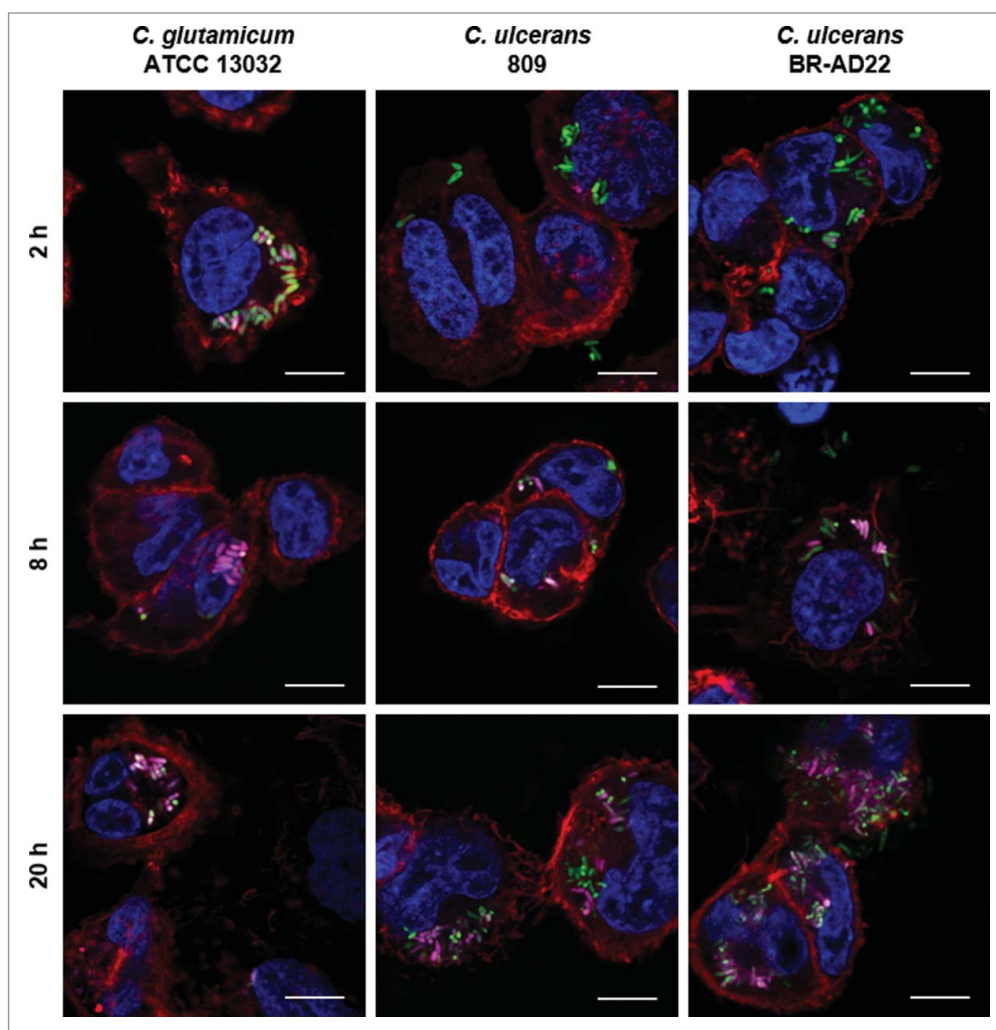 C. glutamicum
ATCC 13032
C. ulcerans
809
C. ulcerans
BR-AD22
2 h
8 h
20 h